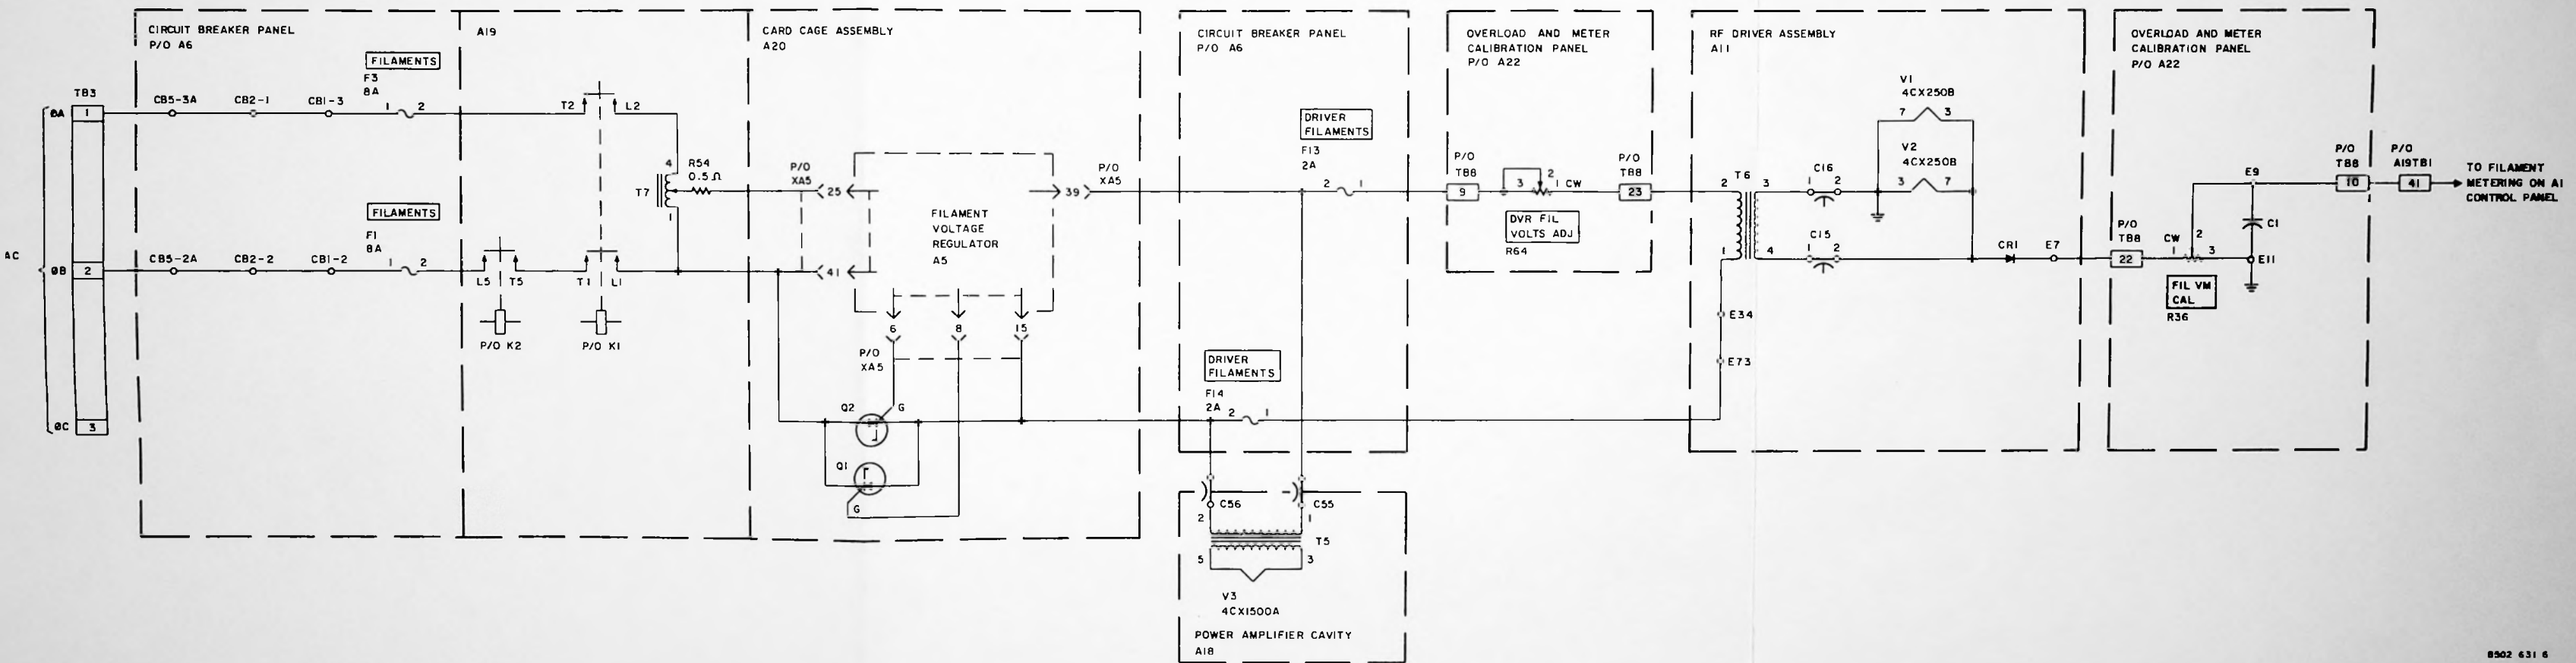 CIRCUIT BREAKER PANEL
P/O A6
FILAMENTS
F3
8A
TB3
ØA
1
CB5-3A
CB2-1
CB1-3
1
2
FILAMENTS
F1
8A
AC
ØB
2
CB5-2A
CB2-2
CB1-2
1
2
ØC
3
A19
T2
L2
4
T7
1
R54
0.5Ω
L5
T5
T1
L1
P/O K2
P/O K1
CARD CAGE ASSEMBLY
A20
P/O
XA5
25
41
FILAMENT
VOLTAGE
REGULATOR
A5
39
P/O
XA5
6
8
15
P/O
XA5
Q2
G
Q1
G
CIRCUIT BREAKER PANEL
P/O A6
DRIVER
FILAMENTS
F13
2A
2
1
DRIVER
FILAMENTS
F14
2A
2
1
C56
C55
2
1
T5
5
3
V3
4CX1500A
POWER AMPLIFIER CAVITY
A18
OVERLOAD AND METER
CALIBRATION PANEL
P/O A22
P/O
TB8
9
3
2
1
CW
P/O
TB8
23
DVR FIL
VOLTS ADJ
R64
RF DRIVER ASSEMBLY
A11
V1
4CX250B
7
3
V2
4CX250B
3
7
2
T6
3
1
4
C16
1
2
C15
1
2
CR1
E7
E34
E73
OVERLOAD AND METER
CALIBRATION PANEL
P/O A22
P/O
TB8
22
CW
1
2
3
FIL VM
CAL
R36
E9
C1
E11
P/O
TB8
10
P/O
A19TB1
41
TO FILAMENT
METERING ON A1
CONTROL PANEL
8502 631 6